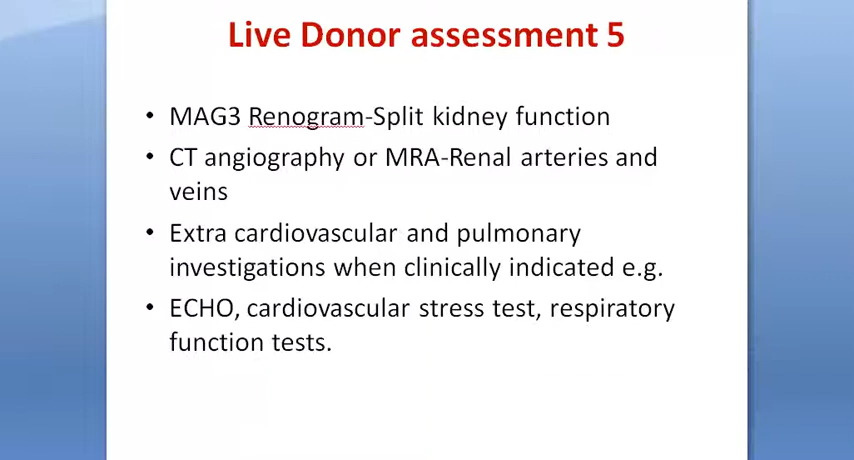 Live Donor assessment 5
• MAG3 Renogram-Split kidney function
• CT angiography or MRA-Renal arteries and
veins
• Extra cardiovascular and pulmonary
investigations when clinically indicated e.g.
• ECHO, cardiovascular stress test, respiratory
function tests.